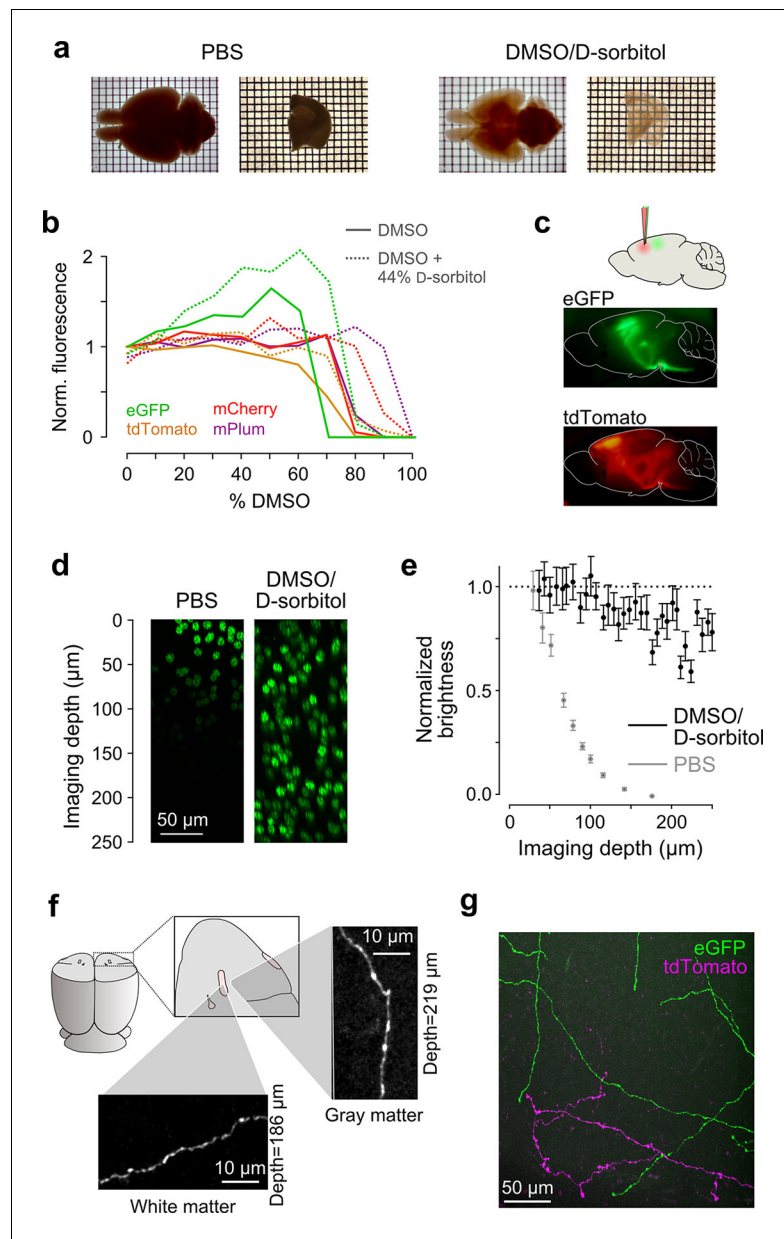 a
PBS
DMSO/D-sorbitol
b
Norm. fluorescence
2
1
0
DMSO
DMSO +
44% D-sorbitol
eGFP
mCherry
tdTomato
mPlum
0 20 40 60 80 100
% DMSO
c
eGFP
tdTomato
d
PBS
DMSO/
D-sorbitol
Imaging depth (µm)
0
50
100
150
200
250
50 µm
e
Normalized
brightness
1.0
0.5
0.0
DMSO/
D-sorbitol
PBS
0 100 200
Imaging depth (µm)
f
10 µm
Depth=219 µm
Gray matter
10 µm
Depth=186 µm
White matter
g
eGFP
tdTomato
50 µm